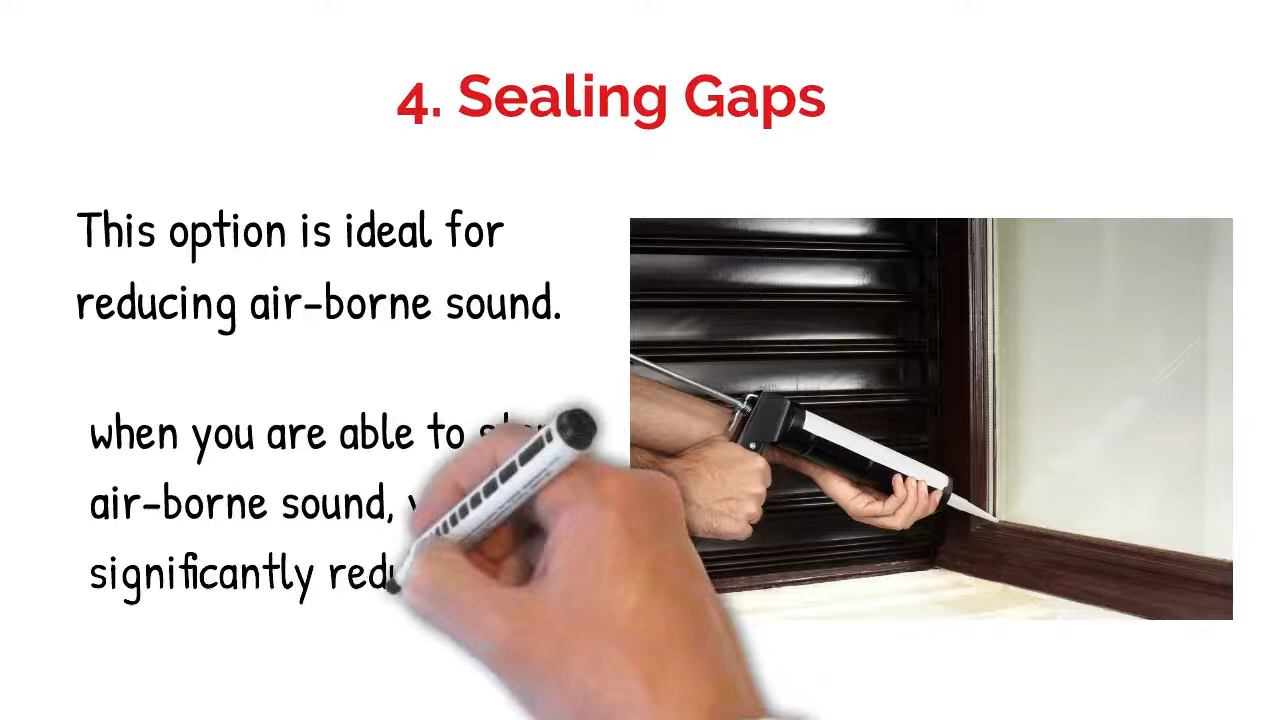 4. Sealing Gaps
This option is ideal for
reducing air-borne sound.
when you are able to
air-borne sound,
significantly